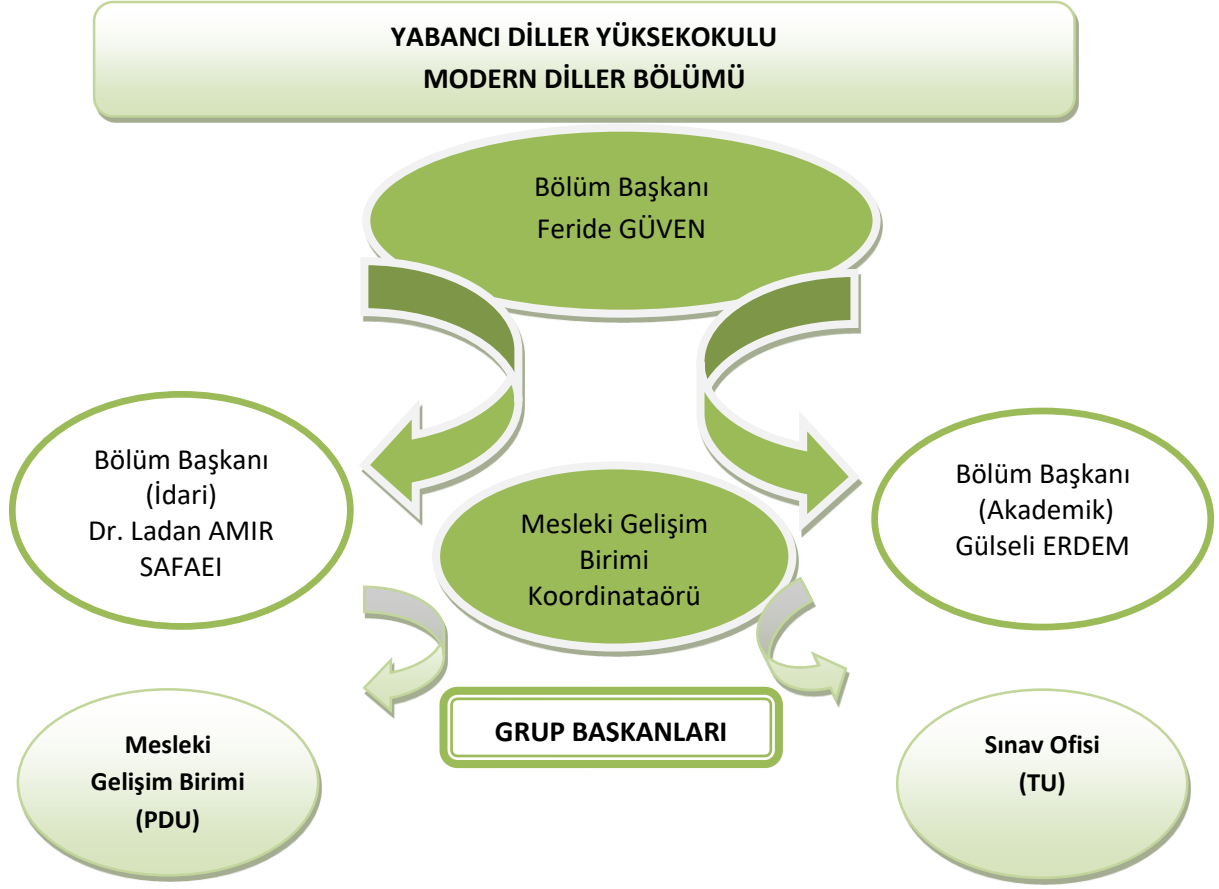 YABANCI DİLLER YÜKSEKOKULU
MODERN DİLLER BÖLÜMÜ
Bölüm Başkanı
Feride GÜVEN
Bölüm Başkanı
(İdari)
Dr. Ladan AMIR
SAFAEI
Mesleki Gelişim
Birimi
Koordinataörü
Bölüm Başkanı
(Akademik)
Gülseli ERDEM
Mesleki
Gelişim Birimi
(PDU)
GRUP BASKANLARI
Sınav Ofisi
(TU)